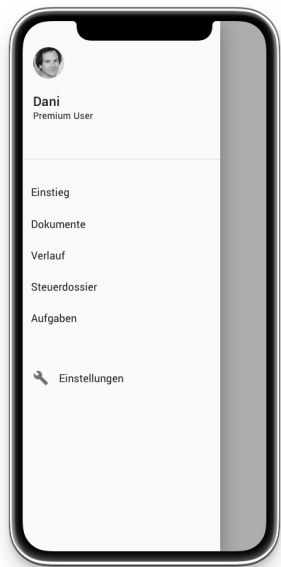 Dani
Premium User
Einstieg
Dokumente
Verlauf
Steuerdossier
Aufgaben
Einstellungen